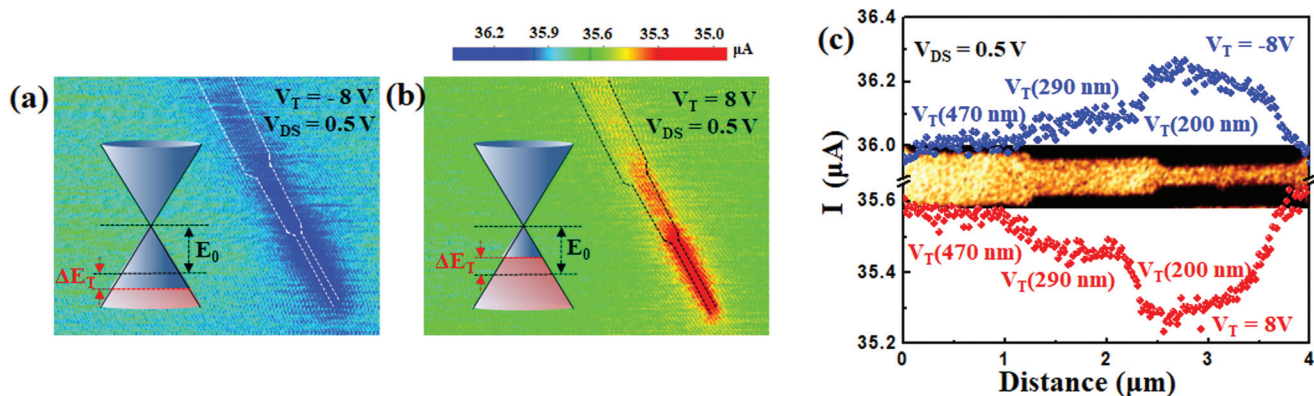 36.2 35.9 35.6 35.3 35.0
μA
(a)
V_T = - 8 V
V_DS = 0.5 V
E_0
ΔE_T
(b)
V_T = 8 V
V_DS = 0.5 V
E_0
ΔE_T
(c)
36.4
36.2
36.0
35.6
35.4
35.2
I (μA)
V_DS = 0.5 V
V_T = -8V
V_T(290 nm)
V_T(470 nm)
V_T(200 nm)
V_T(470 nm)
V_T(200 nm)
V_T(290 nm)
V_T = 8V
0 1 2 3 4
Distance (μm)